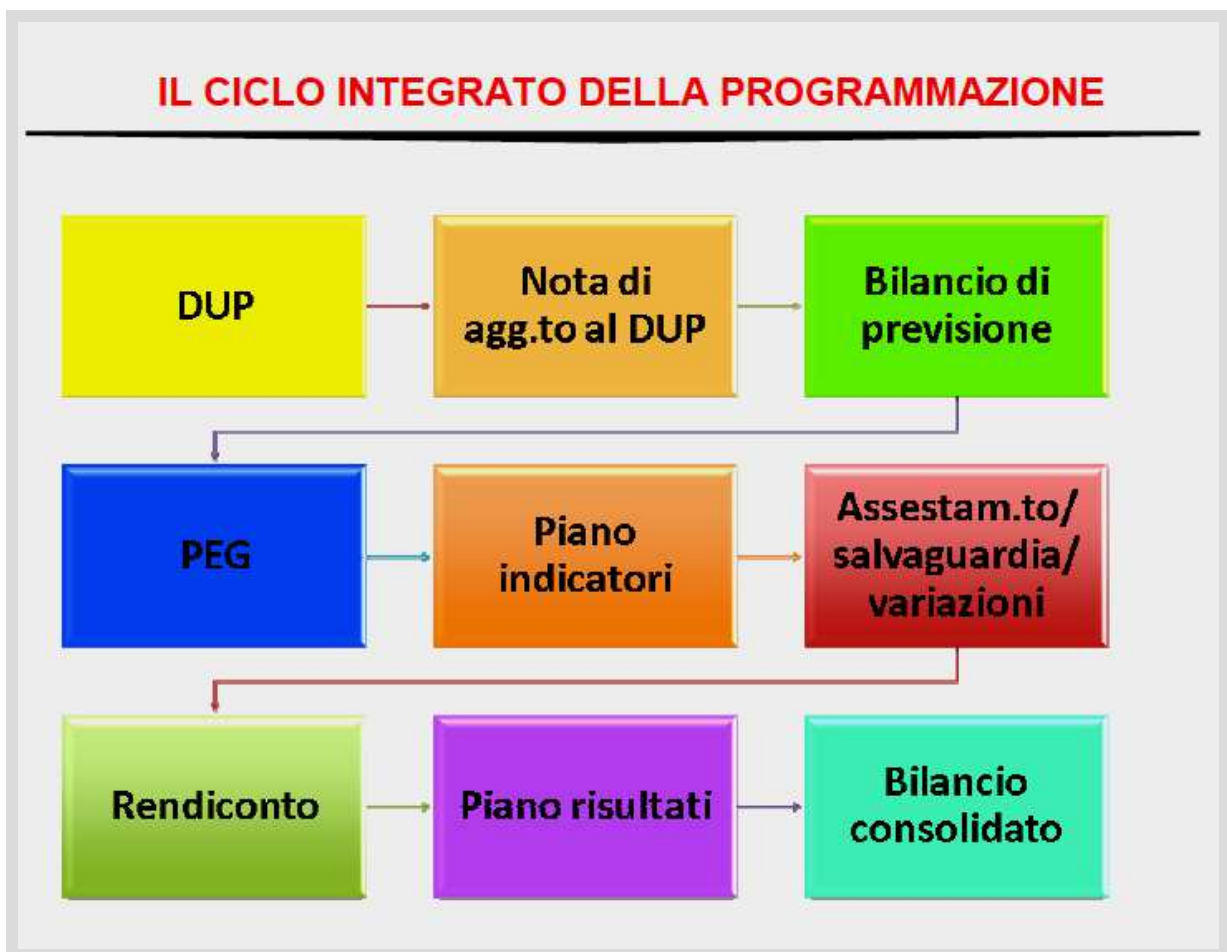 IL CICLO INTEGRATO DELLA PROGRAMMAZIONE
DUP
Nota di
agg.to al DUP
Bilancio di
previsione
PEG
Piano
indicatori
Assestam.to/
salvaguardia/
variazioni
Rendiconto
Piano risultati
Bilancio
consolidato